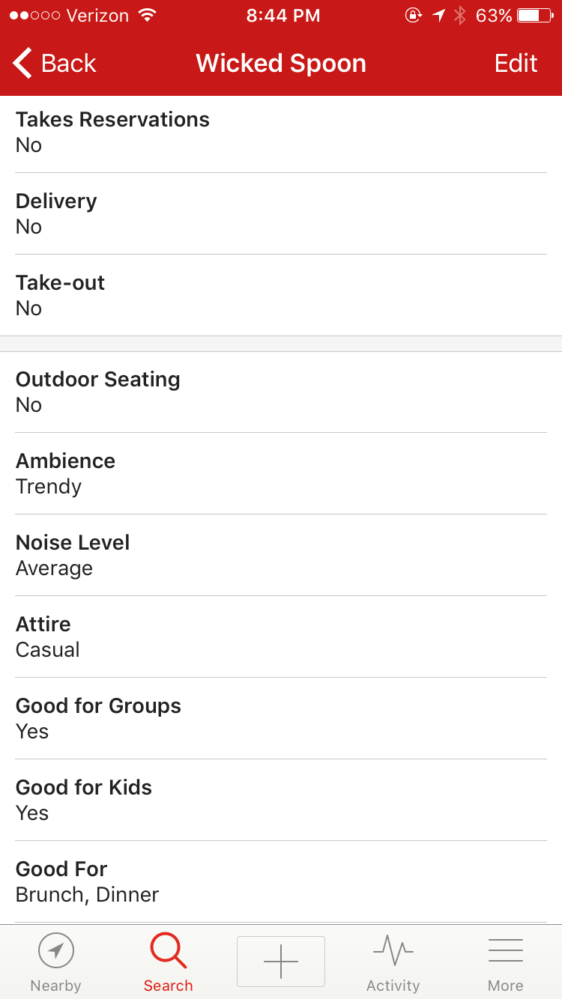 Verizon 8:44 PM 63%
Back Wicked Spoon Edit
Takes Reservations
No
Delivery
No
Take-out
No
Outdoor Seating
No
Ambience
Trendy
Noise Level
Average
Attire
Casual
Good for Groups
Yes
Good for Kids
Yes
Good For
Brunch, Dinner
Nearby Search Activity More